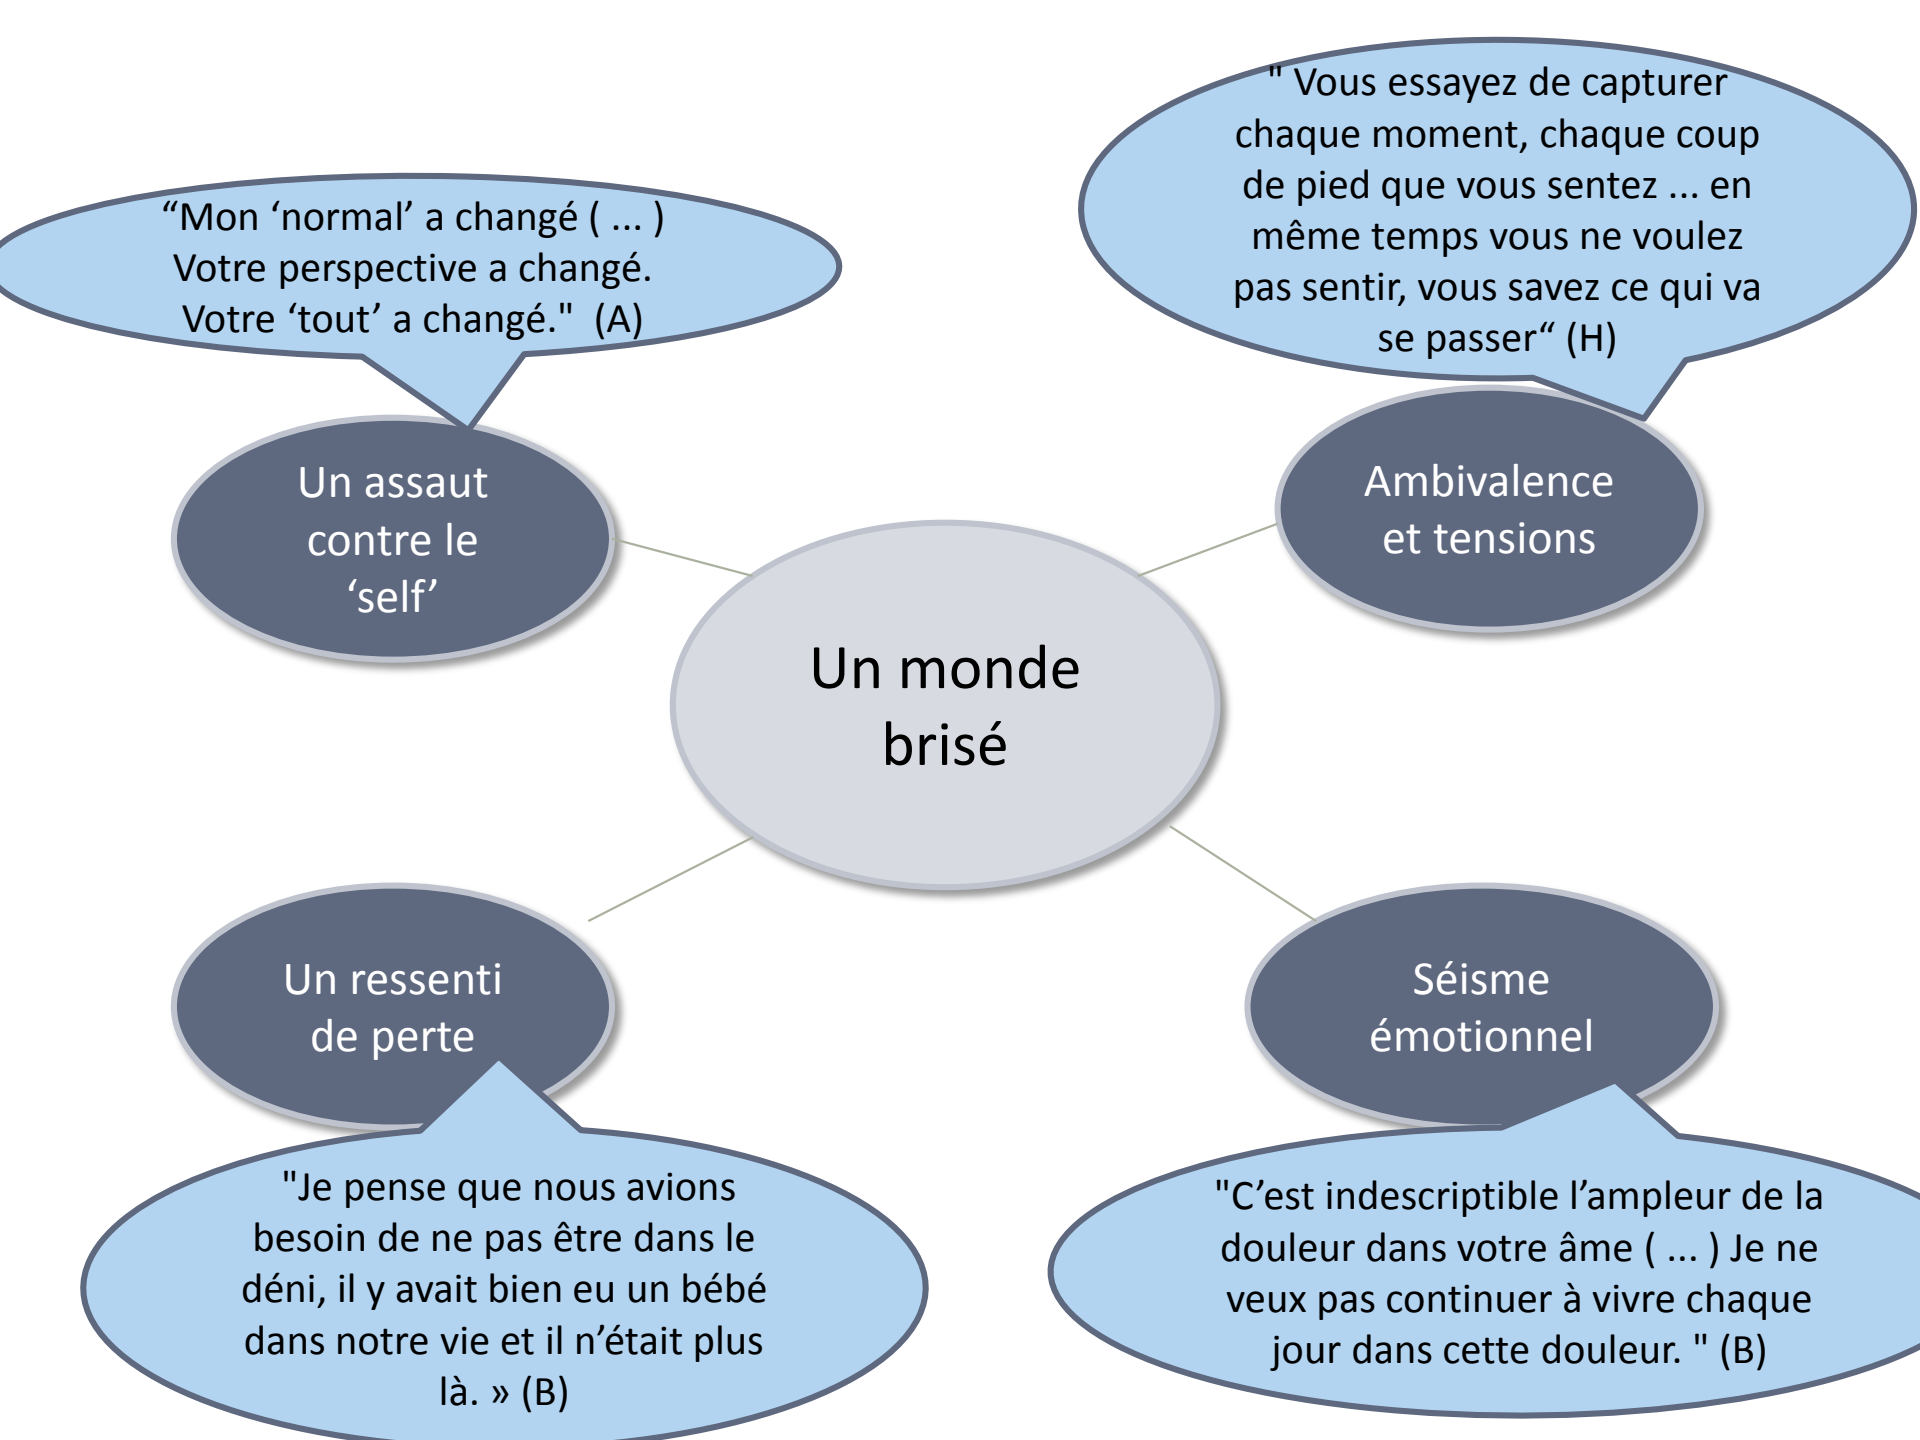 “Mon ‘normal’ a changé ( ... )
Votre perspective a changé.
Votre ‘tout’ a changé." (A)
" Vous essayez de capturer
chaque moment, chaque coup
de pied que vous sentez ... en
même temps vous ne voulez
pas sentir, vous savez ce qui va
se passer“ (H)
Un assaut
contre le
‘self’
Ambivalence
et tensions
Un monde
brisé
Un ressenti
de perte
Séisme
émotionnel
"Je pense que nous avions
besoin de ne pas être dans le
déni, il y avait bien eu un bébé
dans notre vie et il n’était plus
là. » (B)
"C’est indescriptible l’ampleur de la
douleur dans votre âme ( ... ) Je ne
veux pas continuer à vivre chaque
jour dans cette douleur. " (B)